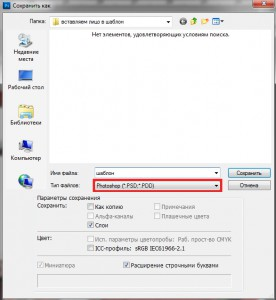 Сохранить как
Папка: вставляем лицо в шаблон
Нет элементов, удовлетворяющих условиям поиска.
Недавние места
Рабочий стол
Библиотеки
Компьютер
Имя файла: шаблон Сохранить
Тип файлов: Photoshop (*.PSD;*.PDD) Отмена
Параметры сохранения
Сохранить: Как копию Примечания
Альфа-каналы Плашечные цвета
Слои
Цвет: Исп. параметры цветопробы: Раб. прост-во CMYK
ICC-профиль: sRGB IEC61966-2.1
Миниатюра Расширение строчными буквами